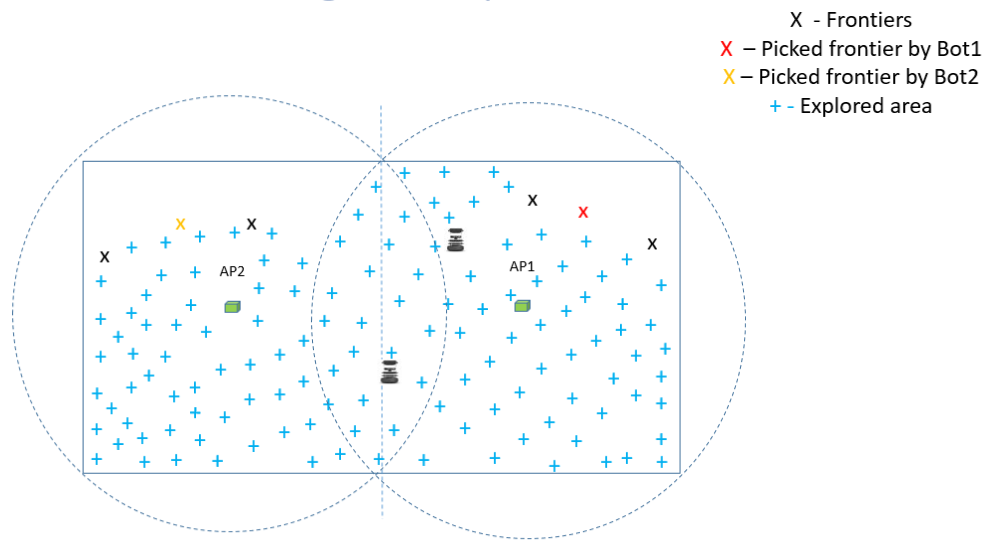 X - Frontiers
X – Picked frontier by Bot1
X – Picked frontier by Bot2
+ - Explored area
X
X
X
X
X
X
X
AP2
AP1